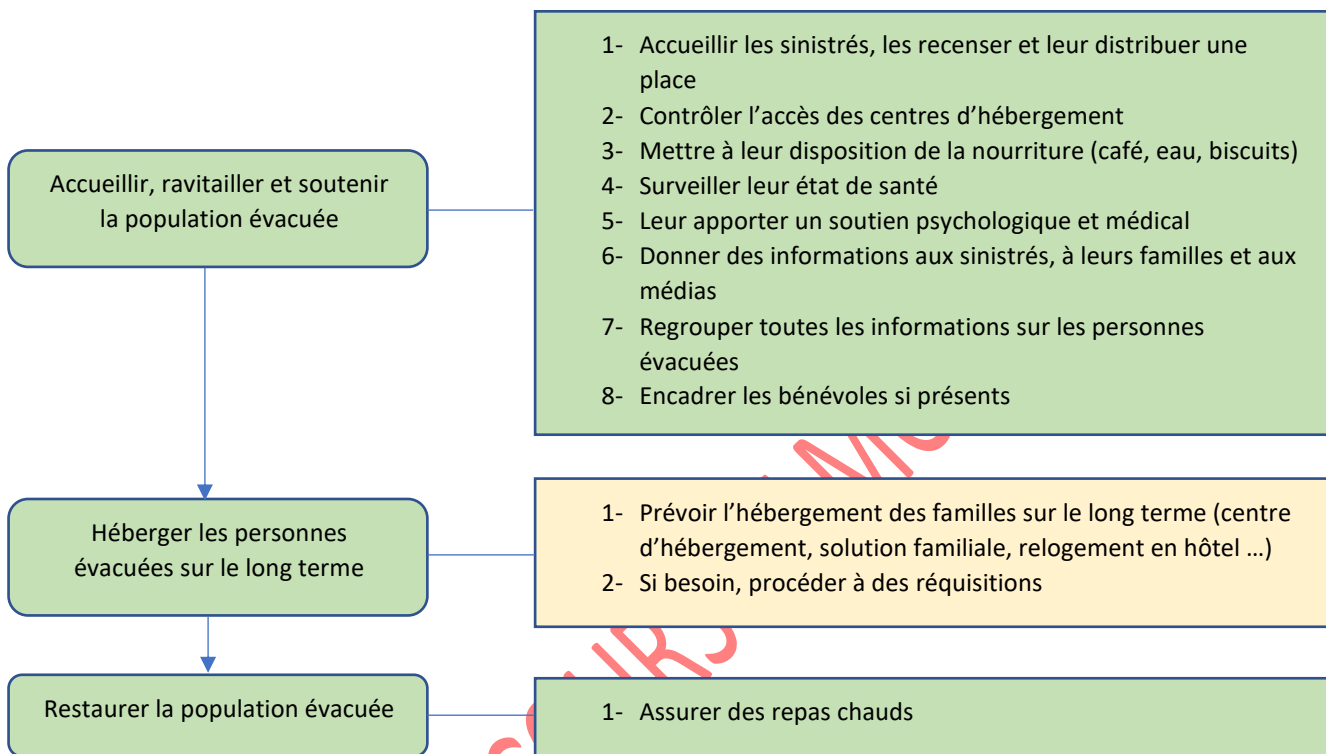 Accueillir, ravitailler et soutenir
la population évacuée
1- Accueillir les sinistrés, les recenser et leur distribuer une
place
2- Contrôler l’accès des centres d’hébergement
3- Mettre à leur disposition de la nourriture (café, eau, biscuits)
4- Surveiller leur état de santé
5- Leur apporter un soutien psychologique et médical
6- Donner des informations aux sinistrés, à leurs familles et aux
médias
7- Regrouper toutes les informations sur les personnes
évacuées
8- Encadrer les bénévoles si présents
Héberger les personnes
évacuées sur le long terme
1- Prévoir l’hébergement des familles sur le long terme (centre
d’hébergement, solution familiale, relogement en hôtel …)
2- Si besoin, procéder à des réquisitions
Restaurer la population évacuée
1- Assurer des repas chauds